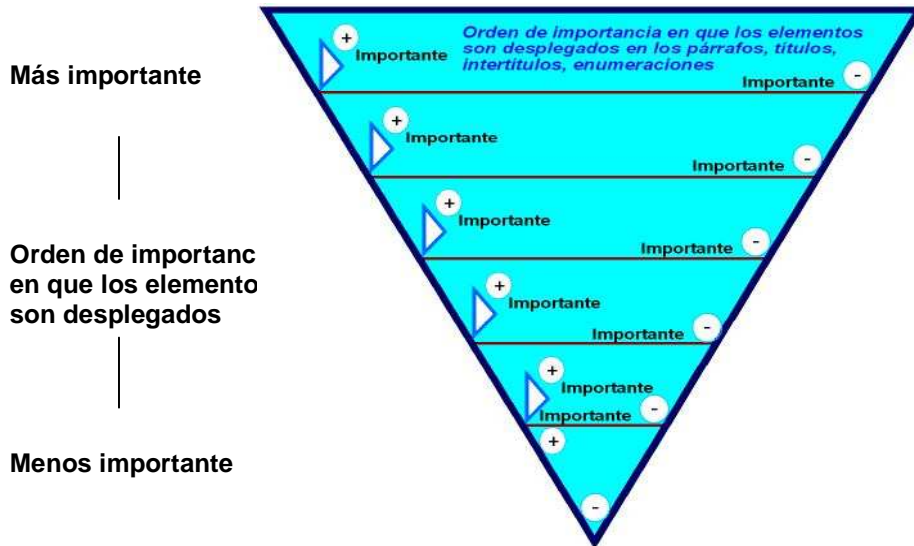 Más importante
Orden de importanc
en que los elemento
son desplegados
Menos importante
Orden de importancia en que los elementos
son desplegados en los párrafos, títulos,
intertítulos, enumeraciones
+
Importante
Importante -
+
Importante
Importante -
+
Importante
Importante -
+
Importante
Importante -
+
Importante
Importante -
+
-